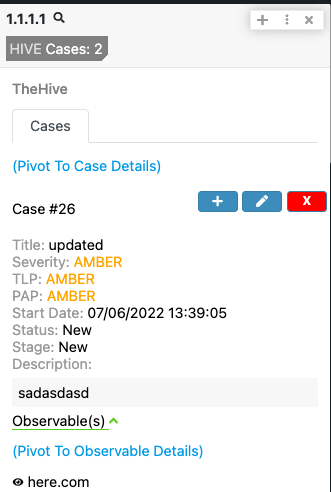 1.1.1.1
HIVE Cases: 2
TheHive
Cases
(Pivot To Case Details)
Case #26
X
Title: updated
Severity: AMBER
TLP: AMBER
PAP: AMBER
Start Date: 07/06/2022 13:39:05
Status: New
Stage: New
Description:
sadasdasd
Observable(s)
(Pivot To Observable Details)
here.com